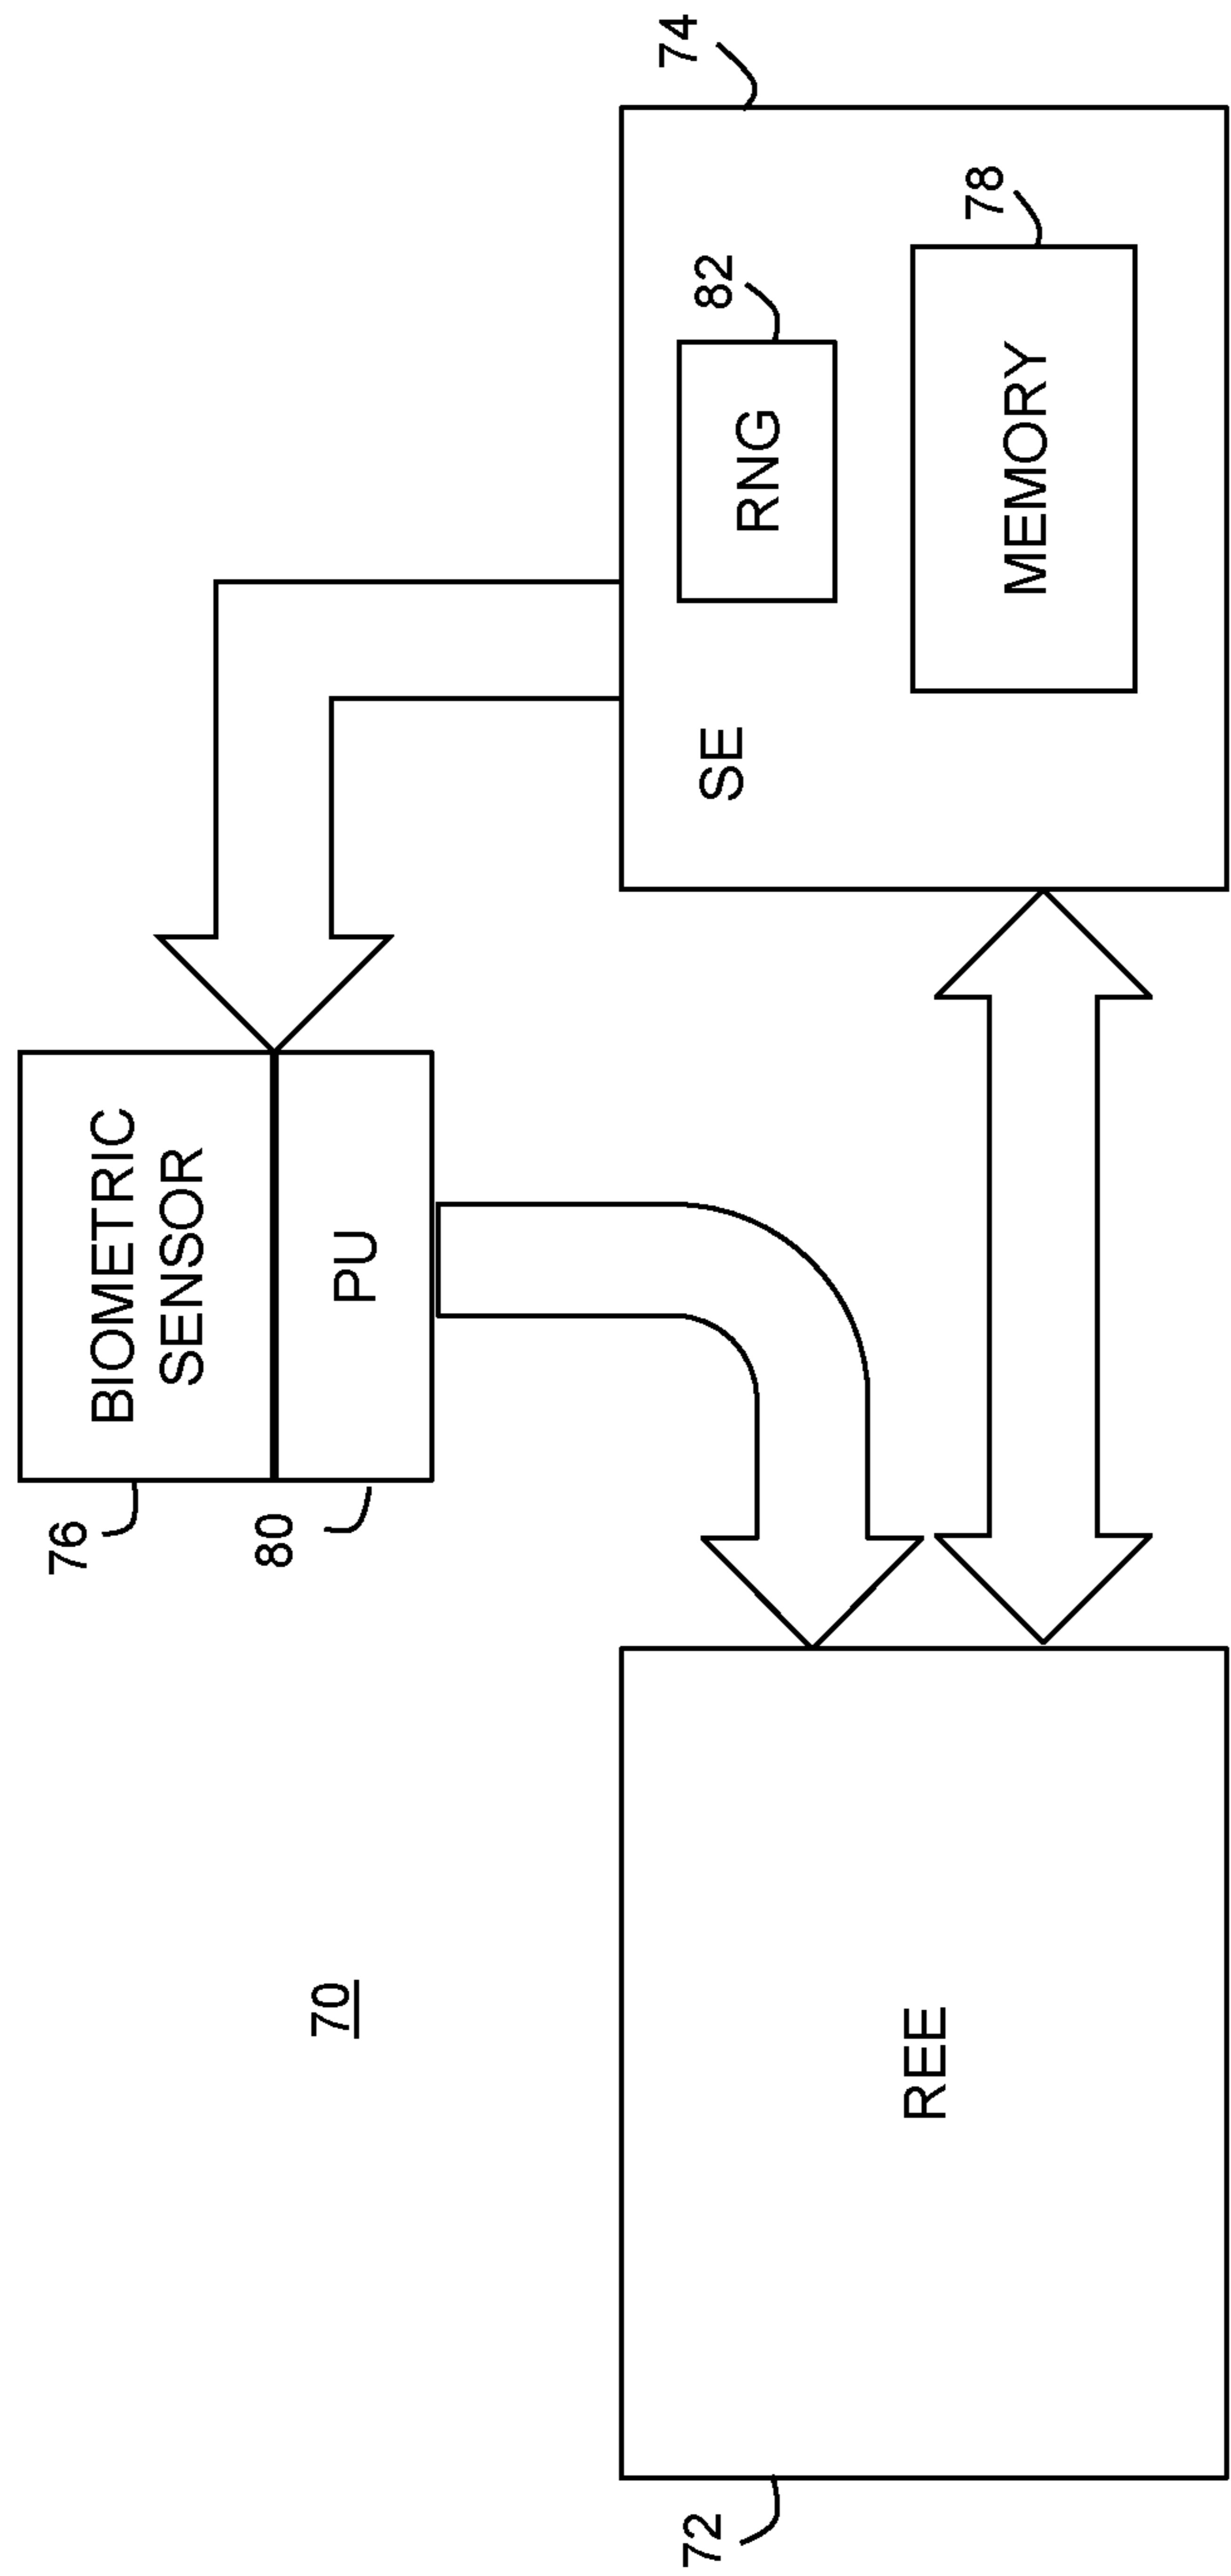 70
76
BIOMETRIC
SENSOR
80
PU
72
REE
74
SE
82
RNG
78
MEMORY